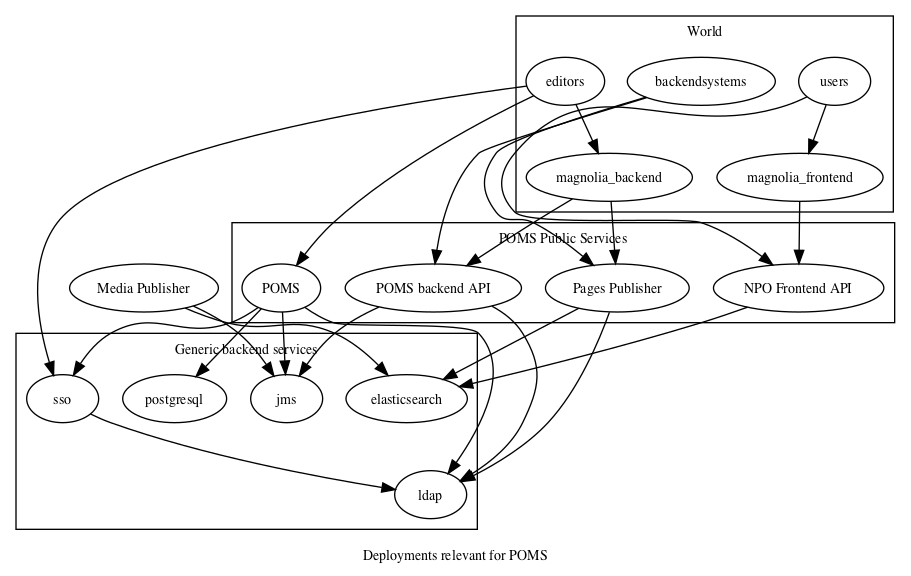 World
editors
backendsystems
users
magnolia_backend
magnolia_frontend
POMS Public Services
Media Publisher
POMS
POMS backend API
Pages Publisher
NPO Frontend API
Generic backend services
sso
postgresql
jms
elasticsearch
ldap
Deployments relevant for POMS